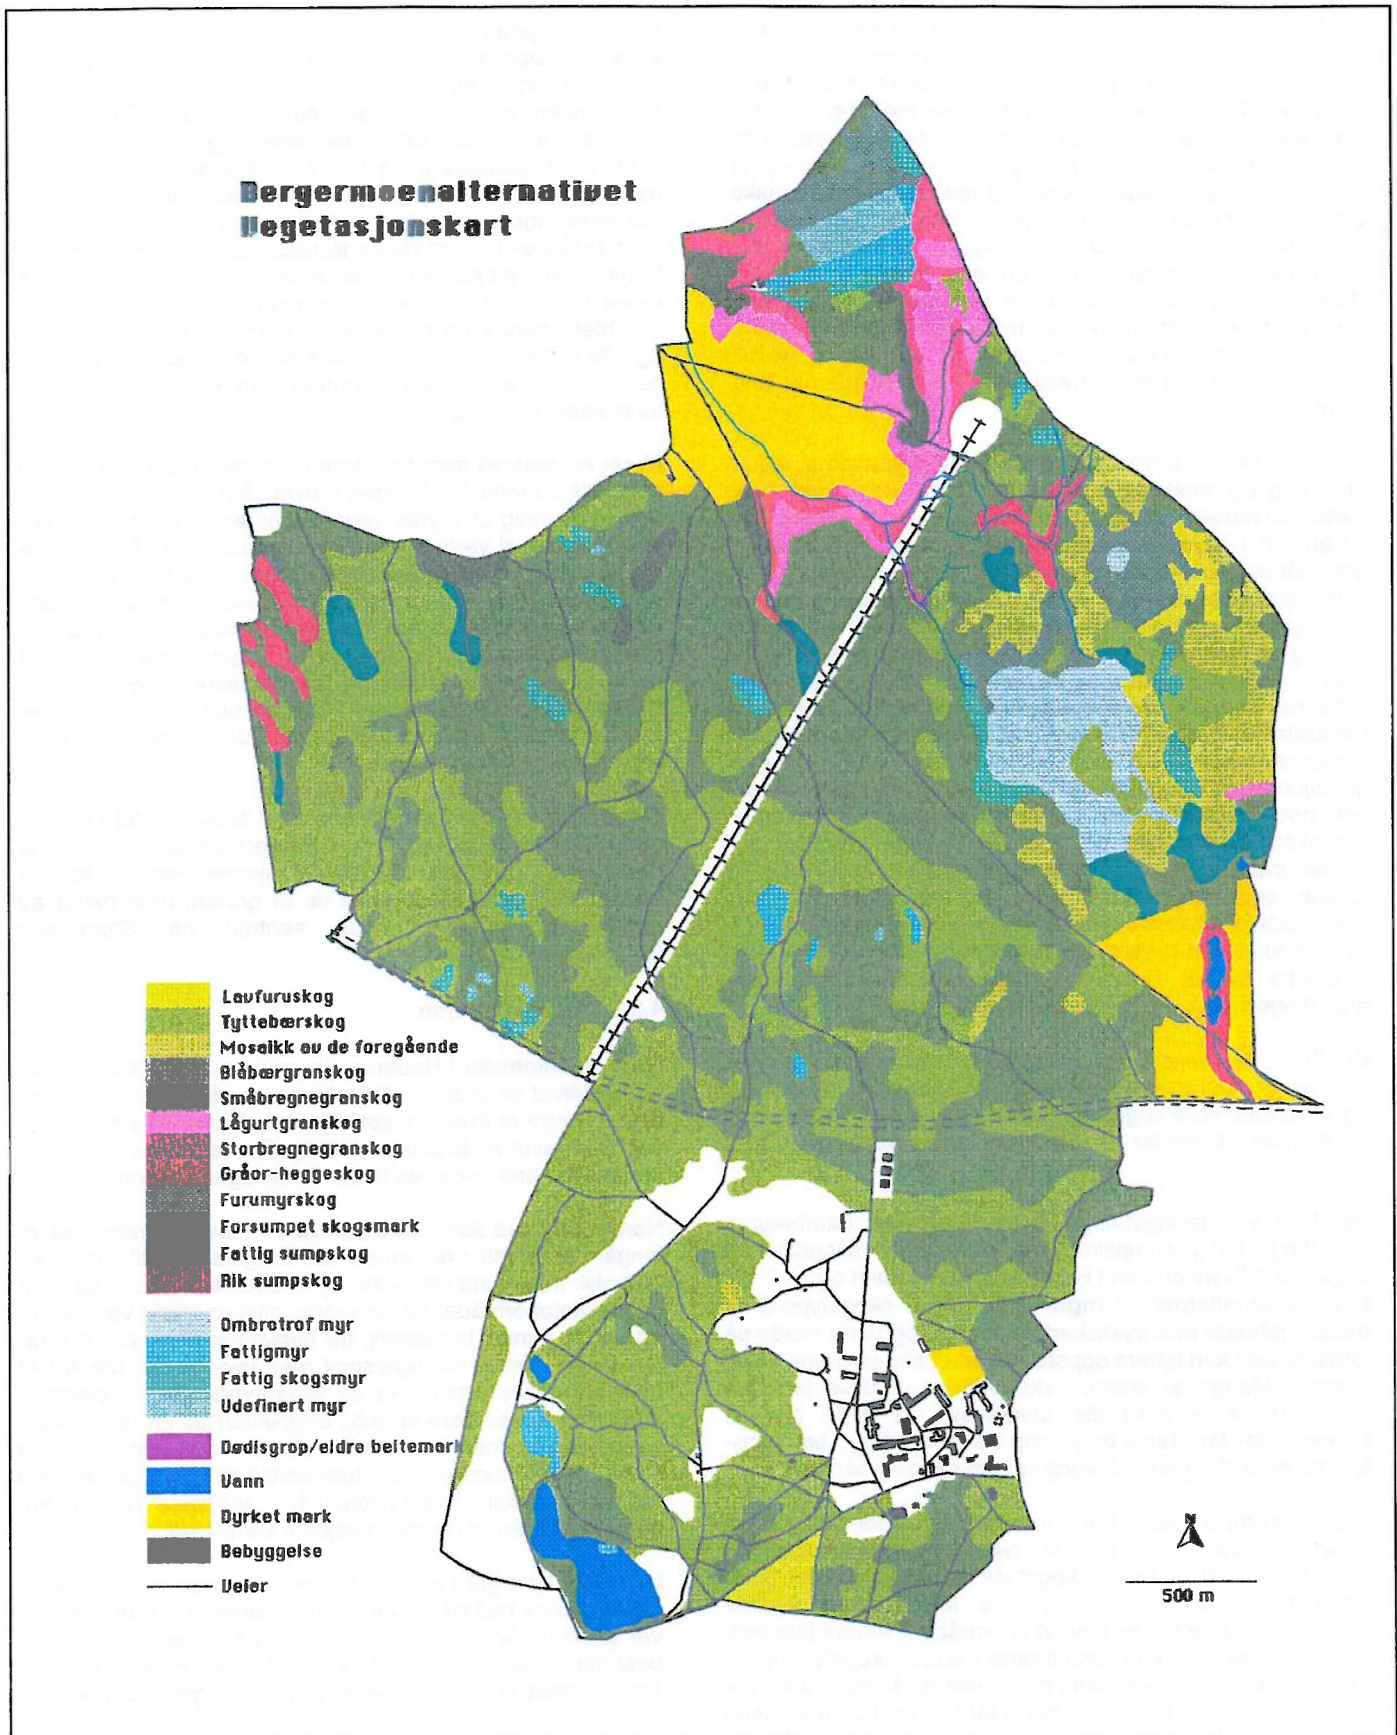 Bergermoenalternativet
Vegetasjonskart
Lavfuruskog
Tyttebærskog
Mosaikk av de foregående
Blåbærgranskog
Småbregnegranskog
Lågurtgranskog
Storbregnegranskog
Gråor-heggeskog
Furumyrskog
Forsumpet skogsmark
Fattig sumpskog
Rik sumpskog
Ombrotrof myr
Fattigmyr
Fattig skogsmyr
Udefinert myr
Dødisgrop/eldre beitemark
Vann
Dyrket mark
Bebyggelse
Veier
500 m